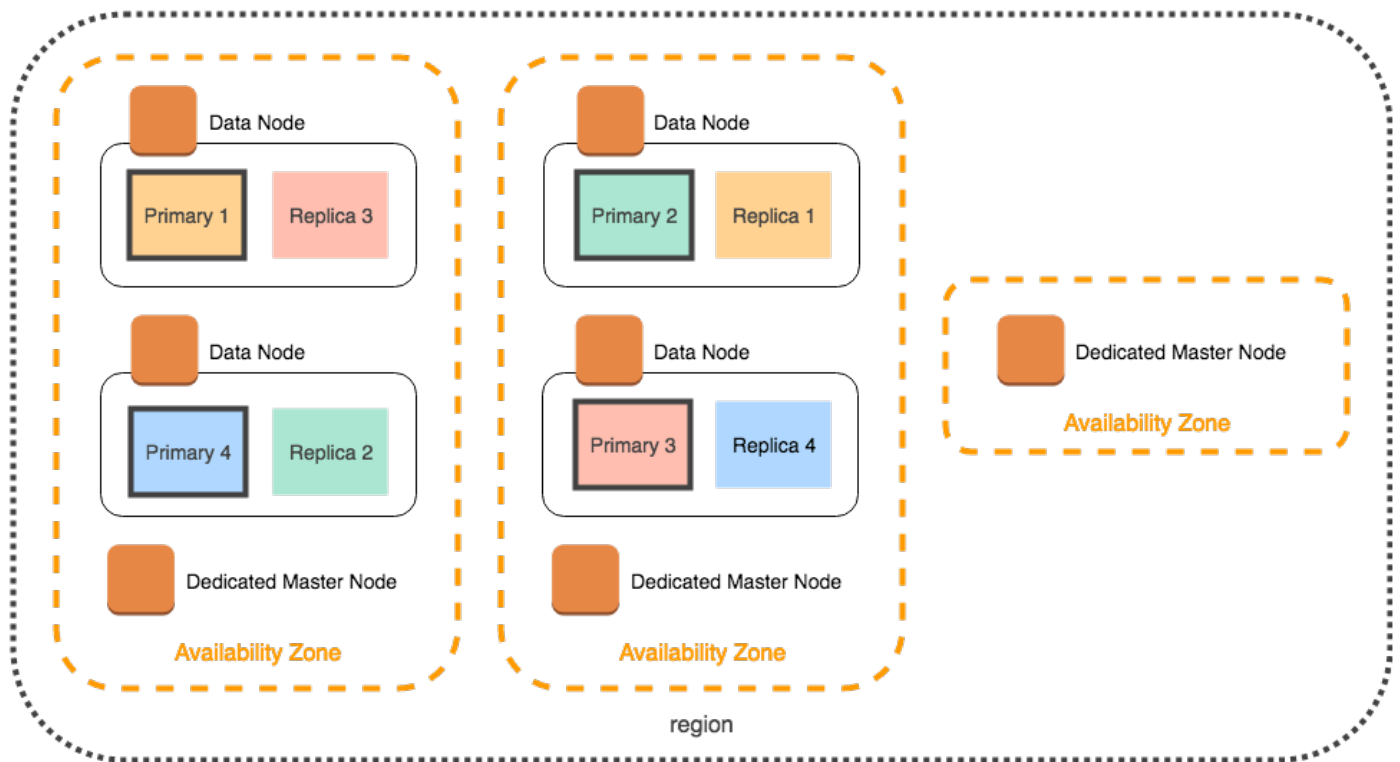 Data Node
Primary 1
Replica 3
Data Node
Primary 4
Replica 2
Dedicated Master Node
Availability Zone
Data Node
Primary 2
Replica 1
Data Node
Primary 3
Replica 4
Dedicated Master Node
Availability Zone
Dedicated Master Node
Availability Zone
region